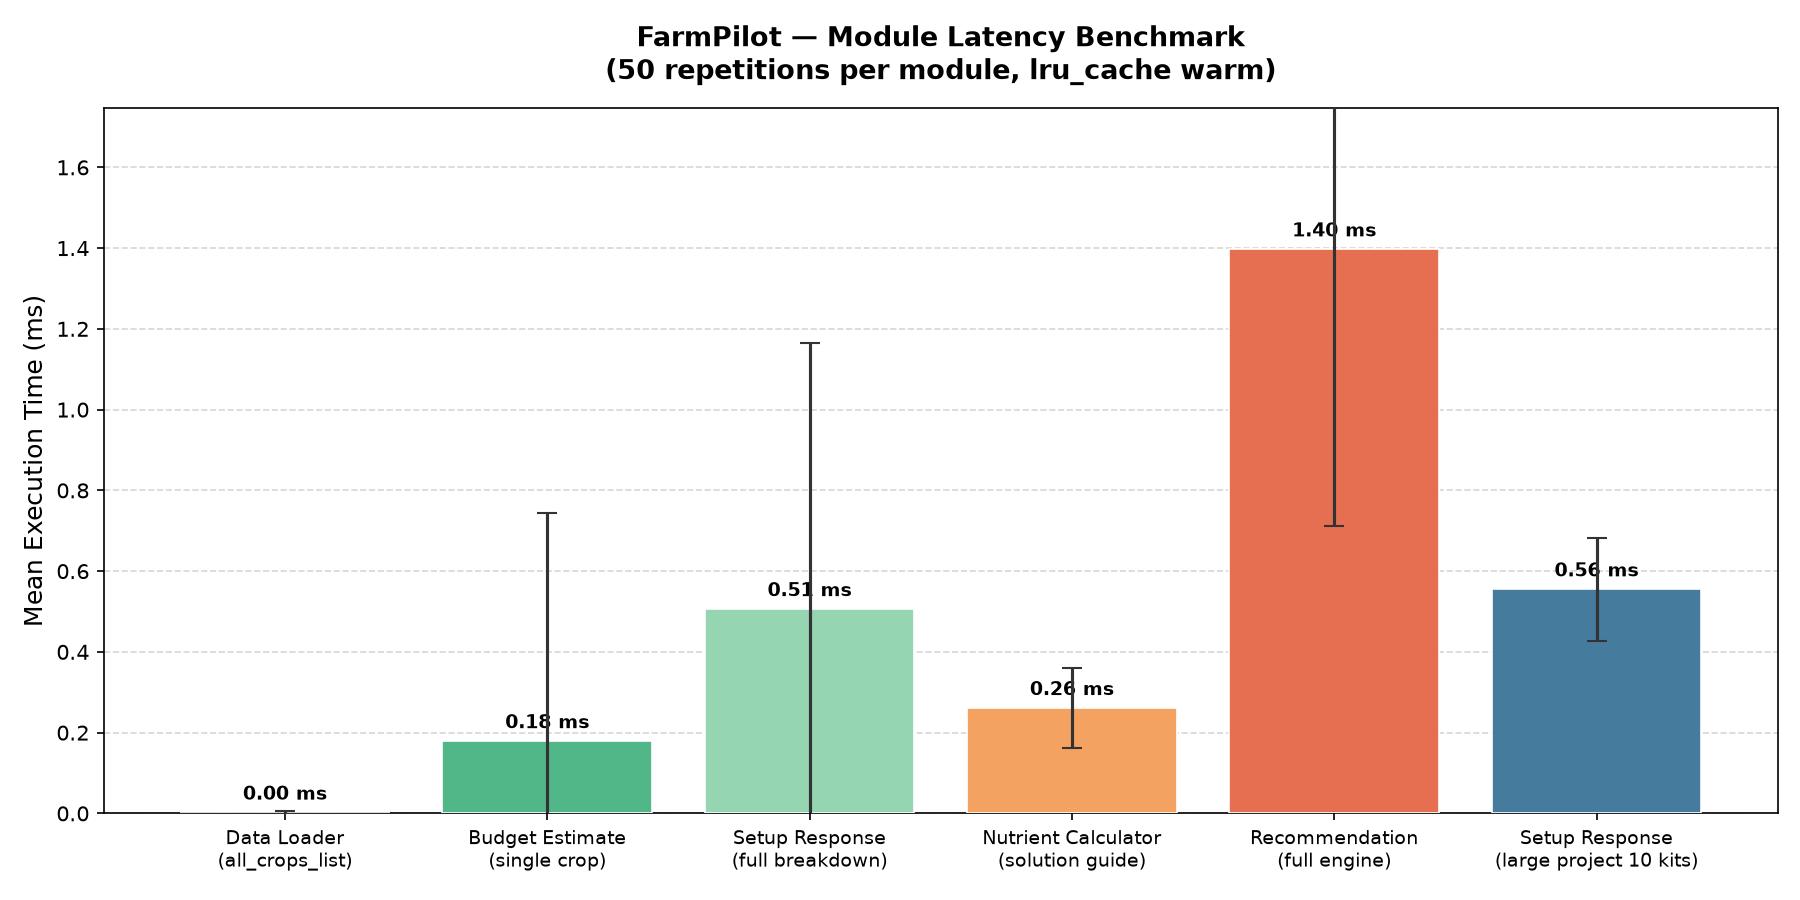 FarmPilot — Module Latency Benchmark
(50 repetitions per module, lru_cache warm)
Mean Execution Time (ms)
1.6
1.4
1.2
1.0
0.8
0.6
0.4
0.2
0.0
0.00 ms
0.18 ms
0.51 ms
0.26 ms
1.40 ms
0.56 ms
Data Loader
(all_crops_list)
Budget Estimate
(single crop)
Setup Response
(full breakdown)
Nutrient Calculator
(solution guide)
Recommendation
(full engine)
Setup Response
(large project 10 kits)